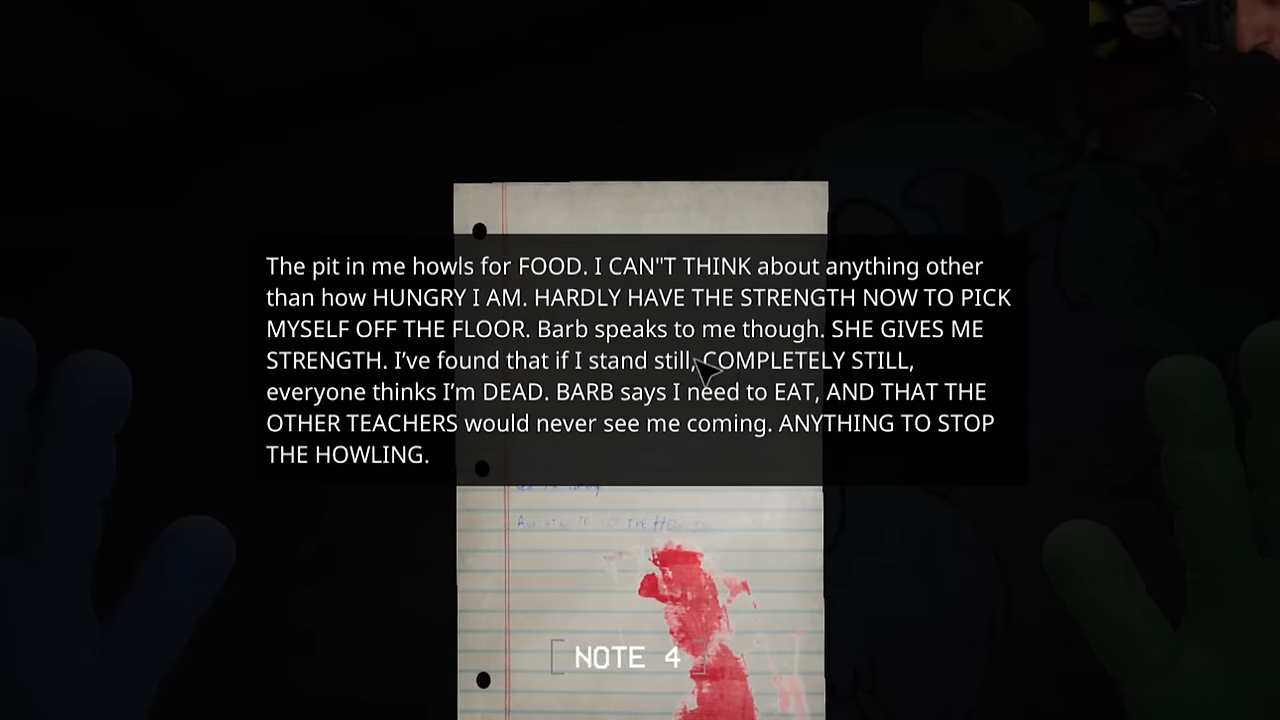 The pit in me howls for FOOD. I CAN"T THINK about anything other
than how HUNGRY I AM. HARDLY HAVE THE STRENGTH NOW TO PICK
MYSELF OFF THE FLOOR. Barb speaks to me though. SHE GIVES ME
STRENGTH. I’ve found that if I stand still, COMPLETELY STILL,
everyone thinks I’m DEAD. BARB says I need to EAT, AND THAT THE
OTHER TEACHERS would never see me coming. ANYTHING TO STOP
THE HOWLING.
NOTE 4